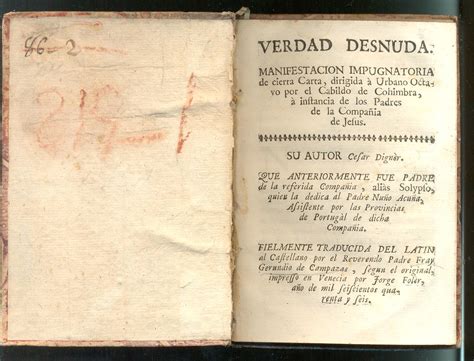 86-2
VERDAD DESNUDA.
MANIFESTACION IMPUGNATORIA
de cierta Carta, dirigida à Urbano Octa-
vo por el Cabildo de Cohimbra,
à instancia de los Padres
de la Compañia
de Jesus.
SU AUTOR Cesar Dignèr.
QUE ANTERIORMENTE FUE PADRE
de la referida Compañia, alias Solypso,
quien la dedica al Padre Nuño Acuña,
Assistente por las Provincias
de Portugàl de dicha
Compañia.
FIELMENTE TRADUCIDA DEL LATIN
al Castellano por el Reverendo Padre Fray
Gerundio de Campazas, segun el original,
impresso en Venecia por Jorge Foler,
año de mil seiscientos qua-
renta y seis.